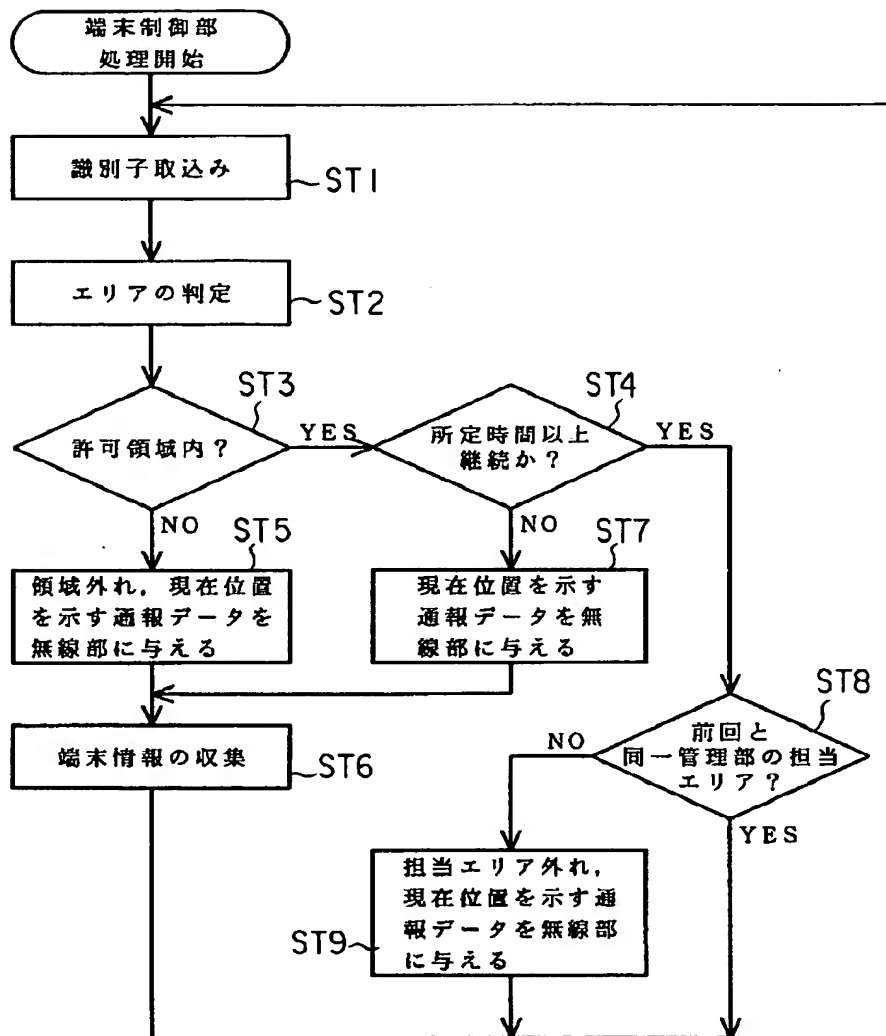 端末制御部
処理開始
識別子取込み
ST1
エリアの判定
ST2
ST3
許可領域内？
YES
ST4
所定時間以上
継続か？
YES
NO
ST5
領域外れ，現在位置
を示す通報データを
無線部に与える
NO
ST7
現在位置を示す
通報データを無
線部に与える
端末情報の収集
ST6
ST8
前回と
同一管理部の担当
エリア？
NO
YES
担当エリア外れ，
現在位置を示す通
報データを無線部
に与える
ST9